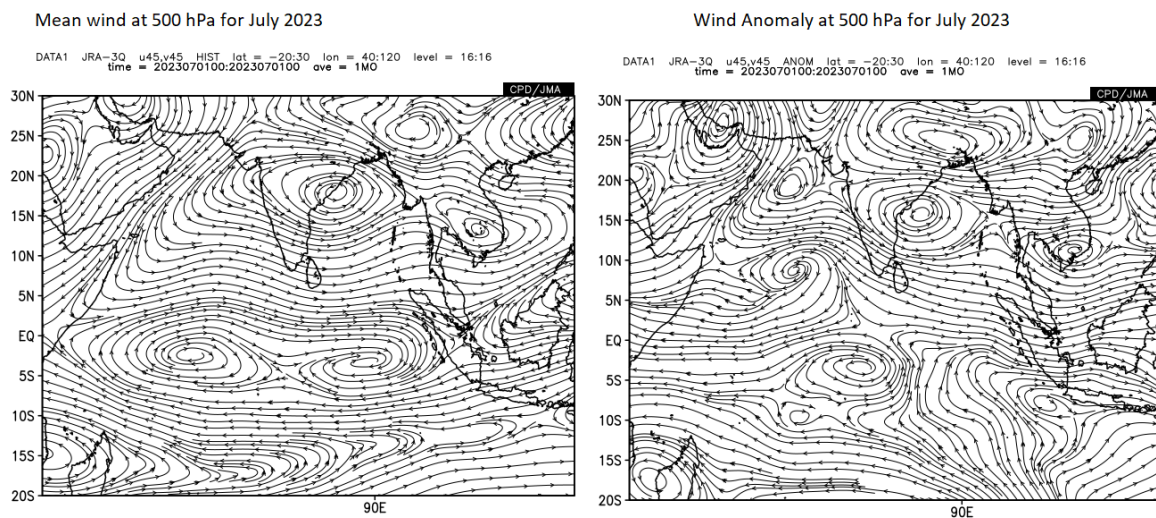 Mean wind at 500 hPa for July 2023
DATA1 JRA-3Q u45,v45 HIST lat = -20:30 lon = 40:120 level = 16:16
time = 2023070100:2023070100 ave = 1MO
CPD/JMA
30N
25N
20N
15N
10N
5N
EQ
5S
10S
15S
20S
90E
Wind Anomaly at 500 hPa for July 2023
DATA1 JRA-3Q u45,v45 ANOM lat = -20:30 lon = 40:120 level = 16:16
time = 2023070100:2023070100 ave = 1MO
CPD/JMA
30N
25N
20N
15N
10N
5N
EQ
5S
10S
15S
20S
90E